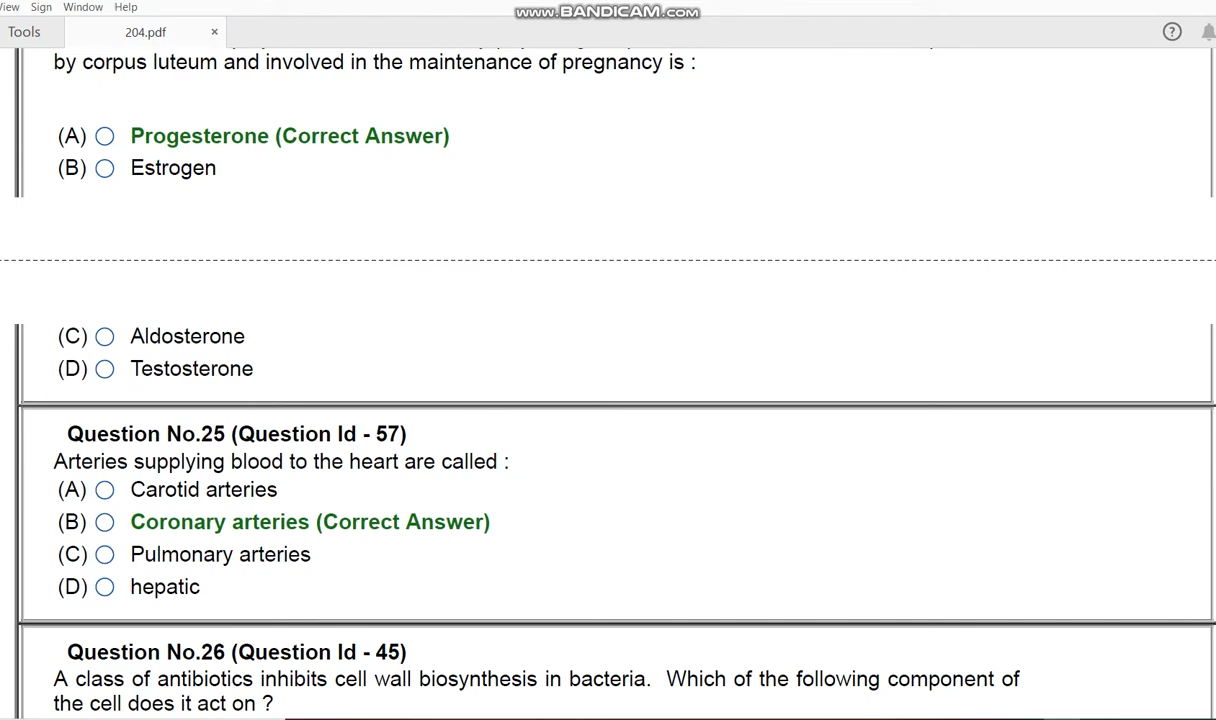 View Sign Window Help
www.BANDICAM.com
Tools
204.pdf ×
?
by corpus luteum and involved in the maintenance of pregnancy is :
(A) Progesterone (Correct Answer)
(B) Estrogen
(C) Aldosterone
(D) Testosterone
Question No.25 (Question Id - 57)
Arteries supplying blood to the heart are called :
(A) Carotid arteries
(B) Coronary arteries (Correct Answer)
(C) Pulmonary arteries
(D) hepatic
Question No.26 (Question Id - 45)
A class of antibiotics inhibits cell wall biosynthesis in bacteria. Which of the following component of
the cell does it act on ?